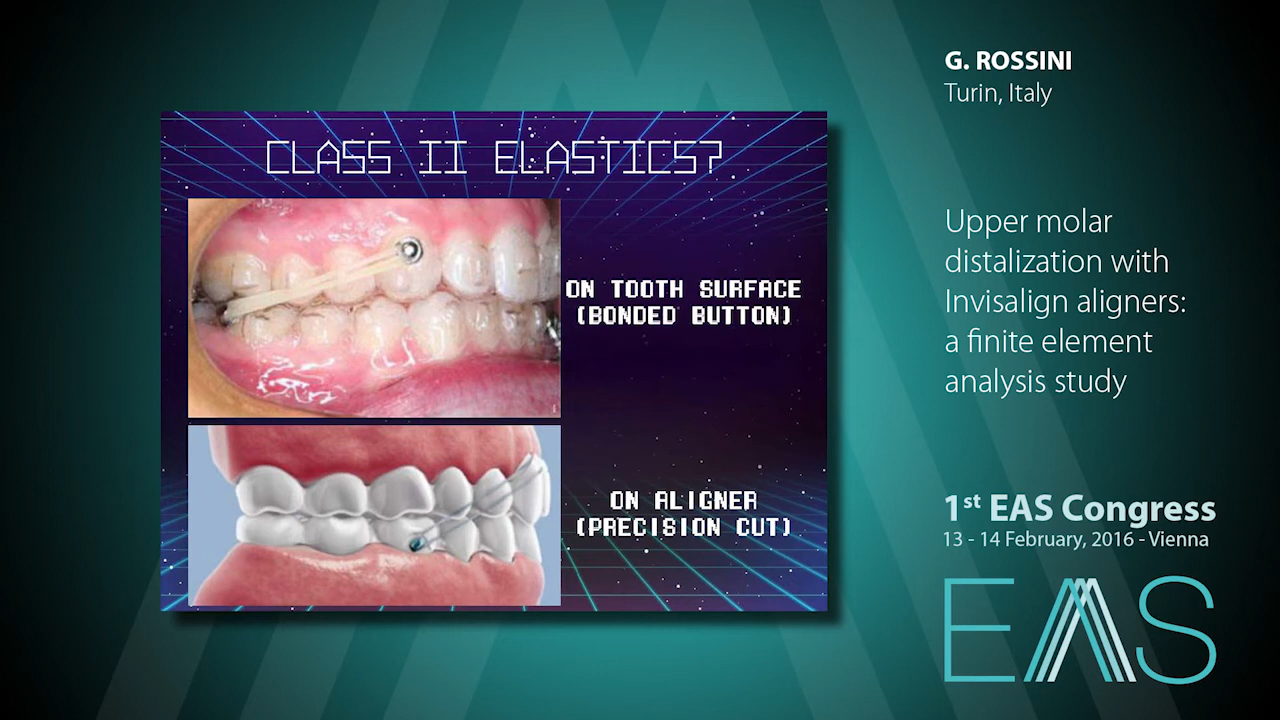 CLASS II ELASTICS?
ON TOOTH SURFACE
(BONDED BUTTON)
ON ALIGNER
(PRECISION CUT)
G. ROSSINI
Turin, Italy
Upper molar
distalization with
Invisalign aligners:
a finite element
analysis study
1st EAS Congress
13 - 14 February, 2016 - Vienna
EAS